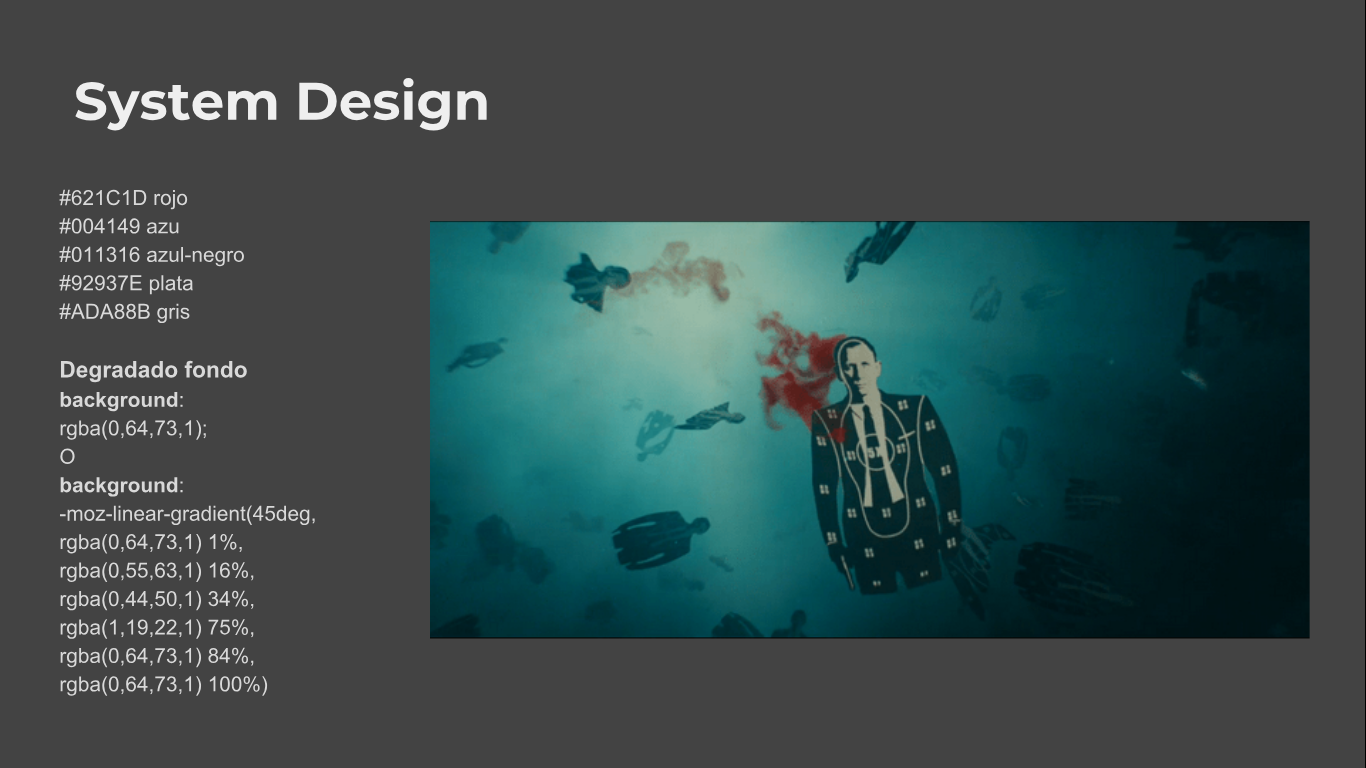 System Design
#621C1D rojo
#004149 azu
#011316 azul-negro
#92937E plata
#ADA88B gris
Degradado fondo
background:
rgba(0,64,73,1);
O
background:
-moz-linear-gradient(45deg,
rgba(0,64,73,1) 1%,
rgba(0,55,63,1) 16%,
rgba(0,44,50,1) 34%,
rgba(1,19,22,1) 75%,
rgba(0,64,73,1) 84%,
rgba(0,64,73,1) 100%)